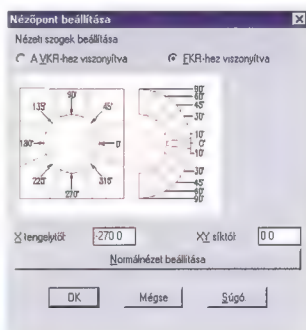 Nézőpont beállítása
Nézeti szogek beállítása
A VKR-hez viszonyítva
FKR-hez viszonyítva
90°
135°
45°
180°
0°
225°
315°
270°
90°
60°
45°
30°
10°
0°
-10°
-30°
45°
60°
90°
X tengelytől: 270.0
XY síktól: 0.0
Normálnézet beállítása
OK Mégse Súgó